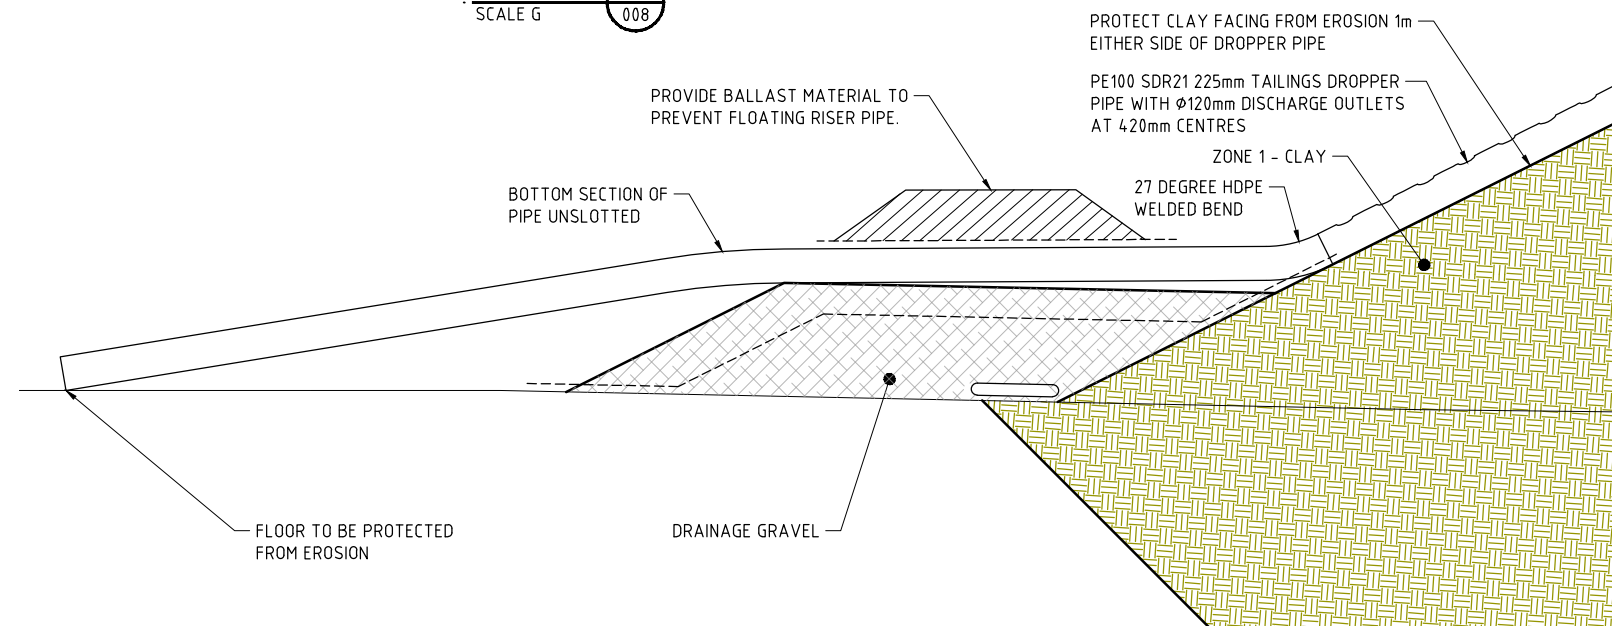 SCALE G
008
PROTECT CLAY FACING FROM EROSION 1m
EITHER SIDE OF DROPPER PIPE
PE100 SDR21 225mm TAILINGS DROPPER
PIPE WITH Ø120mm DISCHARGE OUTLETS
AT 420mm CENTRES
PROVIDE BALLAST MATERIAL TO
PREVENT FLOATING RISER PIPE.
ZONE 1 - CLAY
27 DEGREE HDPE
WELDED BEND
BOTTOM SECTION OF
PIPE UNSLOTTED
FLOOR TO BE PROTECTED
FROM EROSION
DRAINAGE GRAVEL